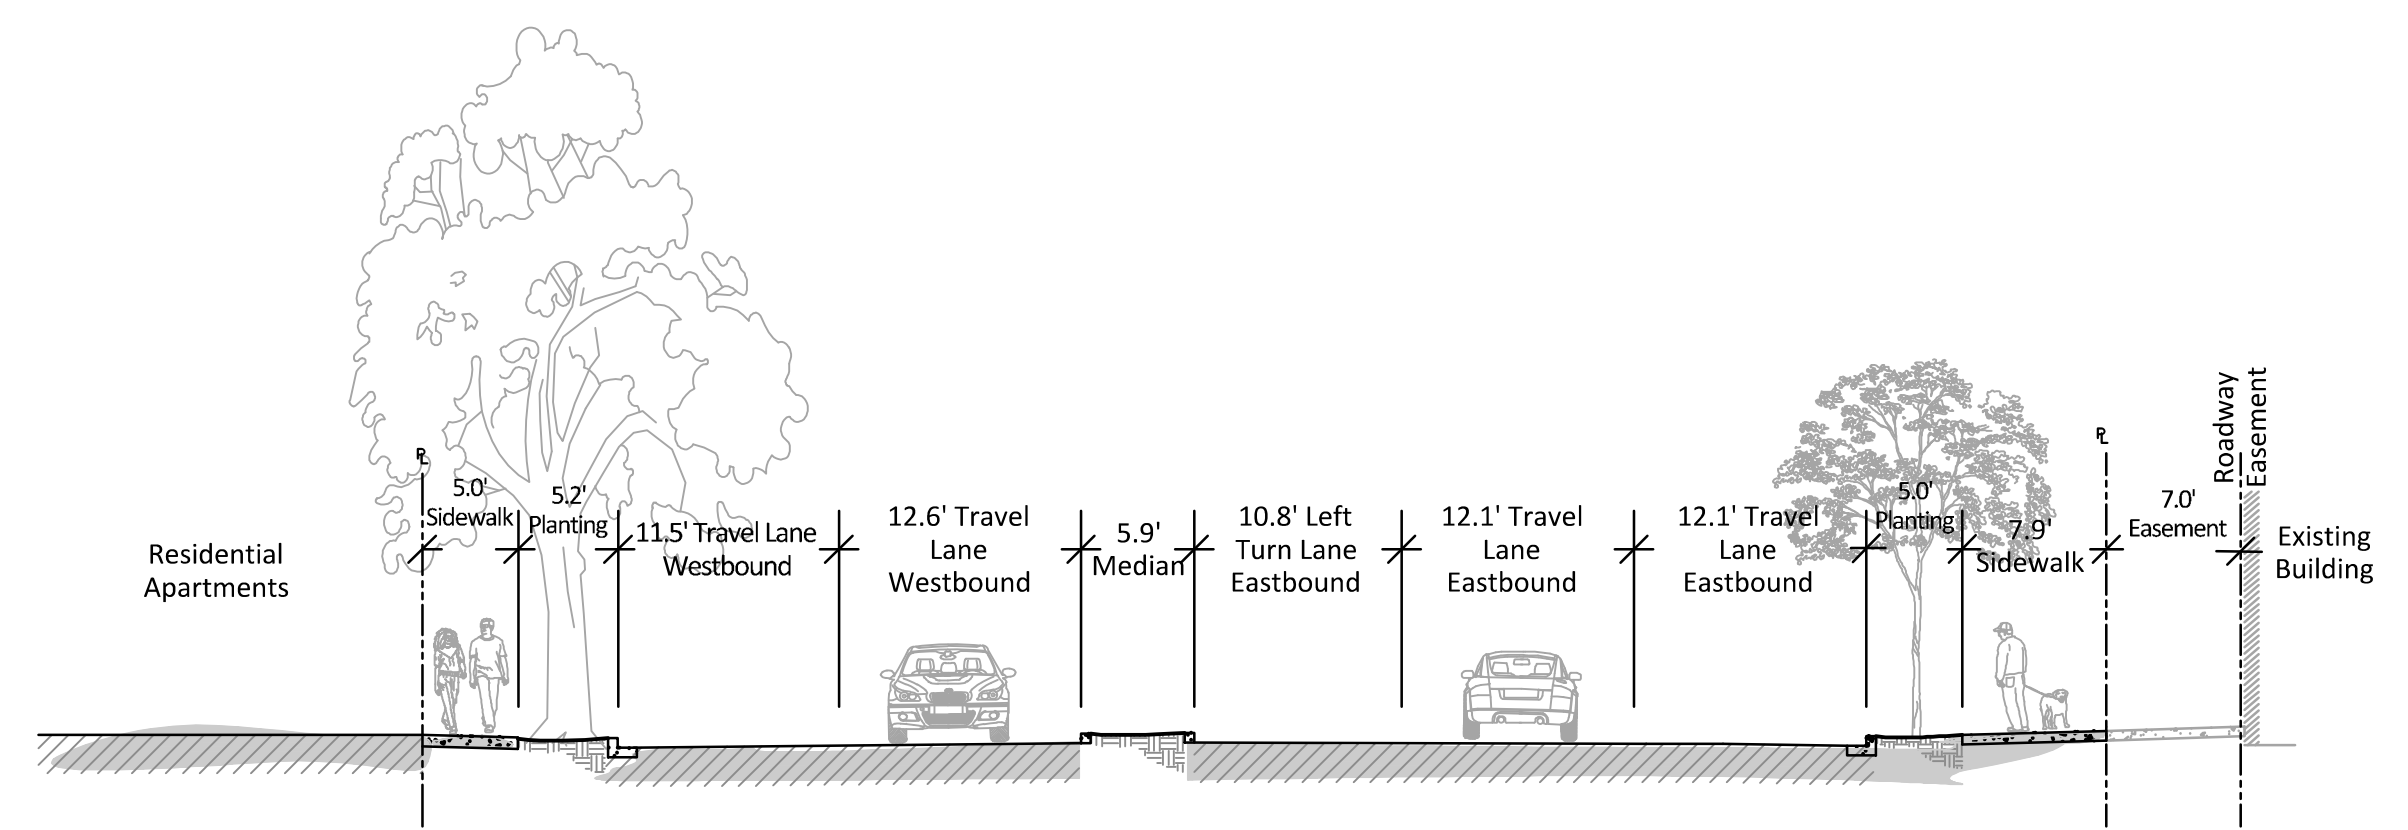 Residential
Apartments
PL
5.0'
Sidewalk
5.2'
Planting
11.5' Travel Lane
Westbound
12.6' Travel
Lane
Westbound
5.9'
Median
10.8' Left
Turn Lane
Eastbound
12.1' Travel
Lane
Eastbound
12.1' Travel
Lane
Eastbound
5.0'
Planting
7.9'
Sidewalk
PL
7.0'
Easement
Roadway
Easement
Existing
Building